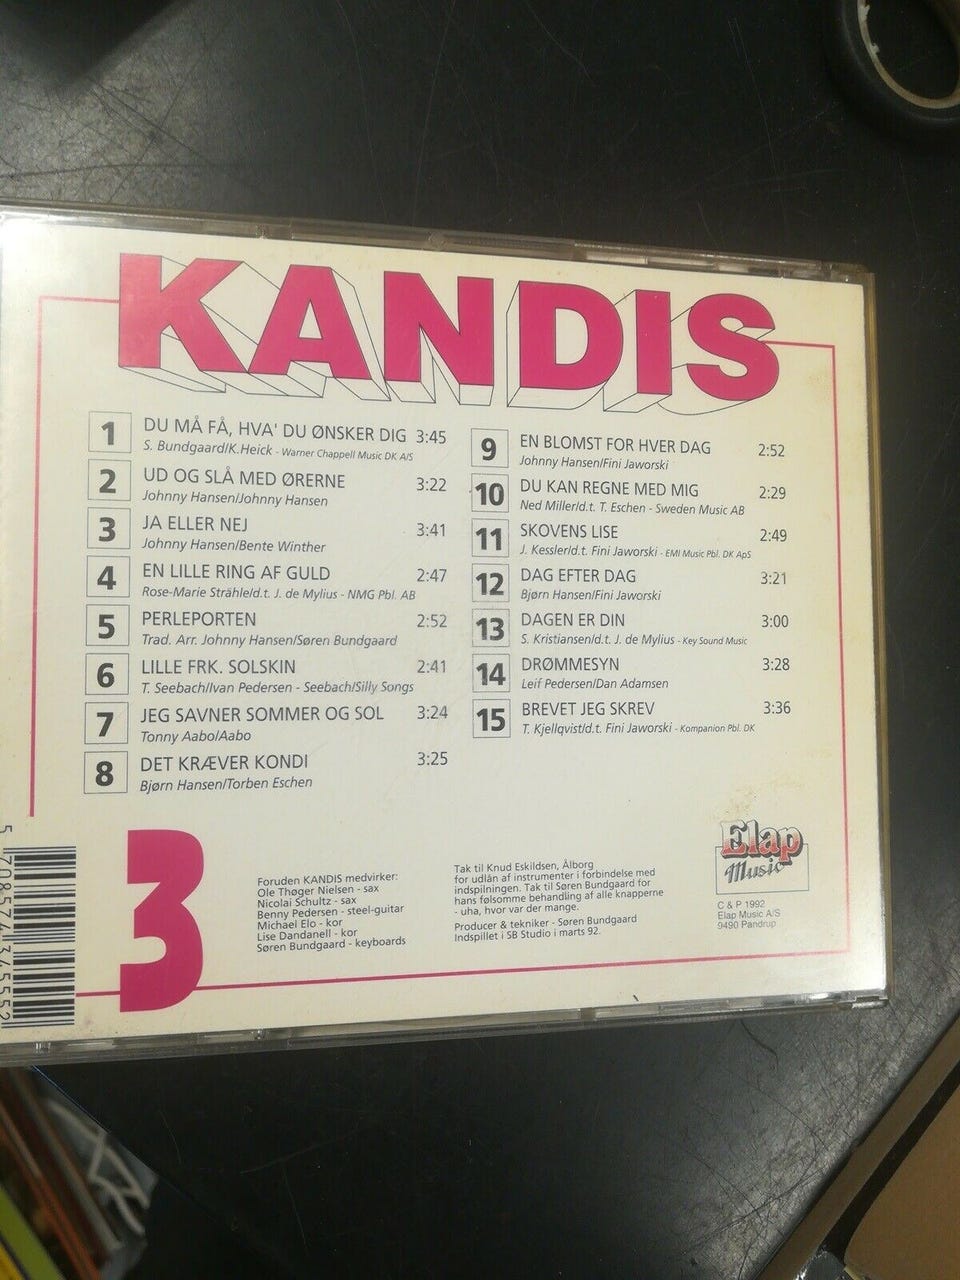 KANDIS
1 DU MÅ FÅ, HVA' DU ØNSKER DIG 3:45
S. Bundgaard/K.Heick - Warner Chappell Music DK A/S
2 UD OG SLÅ MED ØRERNE 3:22
Johnny Hansen/Johnny Hansen
3 JA ELLER NEJ 3:41
Johnny Hansen/Bente Winther
4 EN LILLE RING AF GULD 2:47
Rose-Marie Strähle/d.t. J. de Mylius - NMG Pbl. AB
5 PERLEPORTEN 2:52
Trad. Arr. Johnny Hansen/Søren Bundgaard
6 LILLE FRK. SOLSKIN 2:41
T. Seebach/Ivan Pedersen - Seebach/Silly Songs
7 JEG SAVNER SOMMER OG SOL 3:24
Tonny Aabo/Aabo
8 DET KRÆVER KONDI 3:25
Bjørn Hansen/Torben Eschen
9 EN BLOMST FOR HVER DAG 2:52
Johnny Hansen/Fini Jaworski
10 DU KAN REGNE MED MIG 2:29
Ned Miller/d.t. T. Eschen - Sweden Music AB
11 SKOVENS LISE 2:49
J. Kessler/d.t. Fini Jaworski - EMI Music Pbl. DK ApS
12 DAG EFTER DAG 3:21
Bjørn Hansen/Fini Jaworski
13 DAGEN ER DIN 3:00
S. Kristiansen/d.t. J. de Mylius - Key Sound Music
14 DRØMMESYN 3:28
Leif Pedersen/Dan Adamsen
15 BREVET JEG SKREV 3:36
T. Kjellqvist/d.t. Fini Jaworski - Kompanion Pbl. DK
3
Foruden KANDIS medvirker:
Ole Thøger Nielsen - sax
Nicolai Schultz - sax
Benny Pedersen - steel-guitar
Michael Elo - kor
Lise Dandanell - kor
Søren Bundgaard - keyboards
Tak til Knud Eskildsen, Ålborg
for udlån af instrumenter i forbindelse med
indspilningen. Tak til Søren Bundgaard for
hans følsomme behandling af alle knapperne
- uha, hvor var der mange.
Producer & tekniker - Søren Bundgaard
Indspillet i SB Studio i marts 92.
Elap
Music
C & P 1992
Elap Music A/S
9490 Pandrup
5 708574 345552